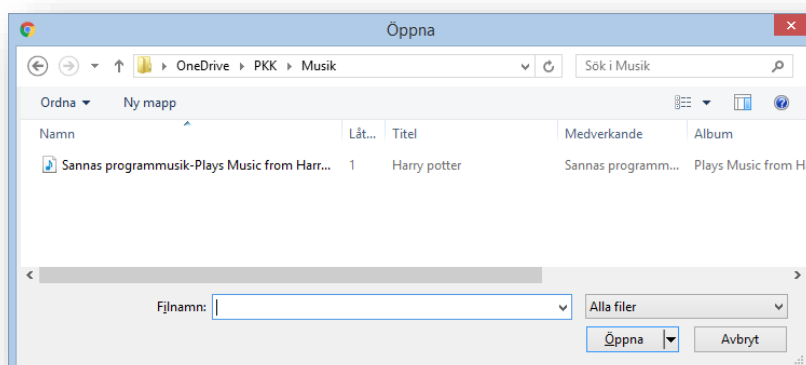 Öppna
OneDrive PKK Musik Sök i Musik
Ordna Ny mapp
Namn Låt... Titel Medverkande Album
Sannas programmusik-Plays Music from Harr... 1 Harry potter Sannas programm... Plays Music from H
Filnamn: Alla filer
Öppna Avbryt